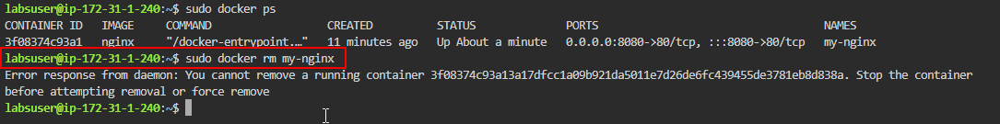 labsuser@ip-172-31-1-240:~$ sudo docker ps
CONTAINER ID IMAGE COMMAND CREATED STATUS PORTS NAMES
3f08374c93a1 nginx "/docker-entrypoint.…" 11 minutes ago Up About a minute 0.0.0.0:8080->80/tcp, :::8080->80/tcp my-nginx
labsuser@ip-172-31-1-240:~$ sudo docker rm my-nginx
Error response from daemon: You cannot remove a running container 3f08374c93a13a17dfcc1a09b921da5011e7d26de6fc439455de3781eb8d838a. Stop the container
before attempting removal or force remove
labsuser@ip-172-31-1-240:~$